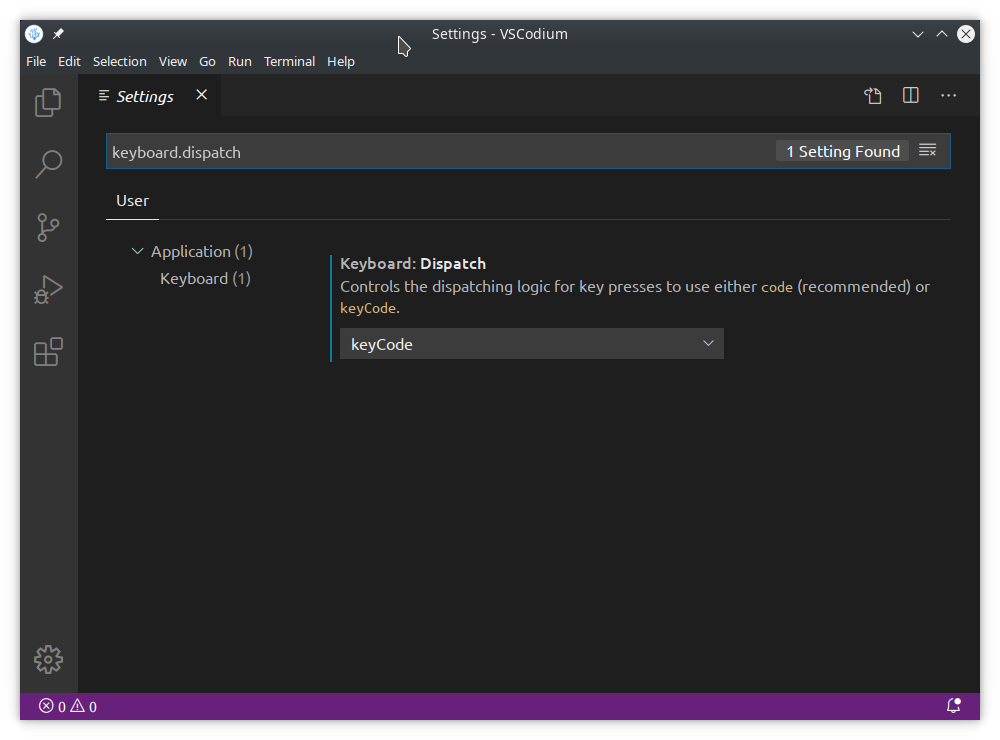 Settings - VSCodium
File Edit Selection View Go Run Terminal Help
Settings
keyboard.dispatch
1 Setting Found
User
Application (1)
Keyboard (1)
Keyboard: Dispatch
Controls the dispatching logic for key presses to use either code (recommended) or
keyCode.
keyCode
0 0